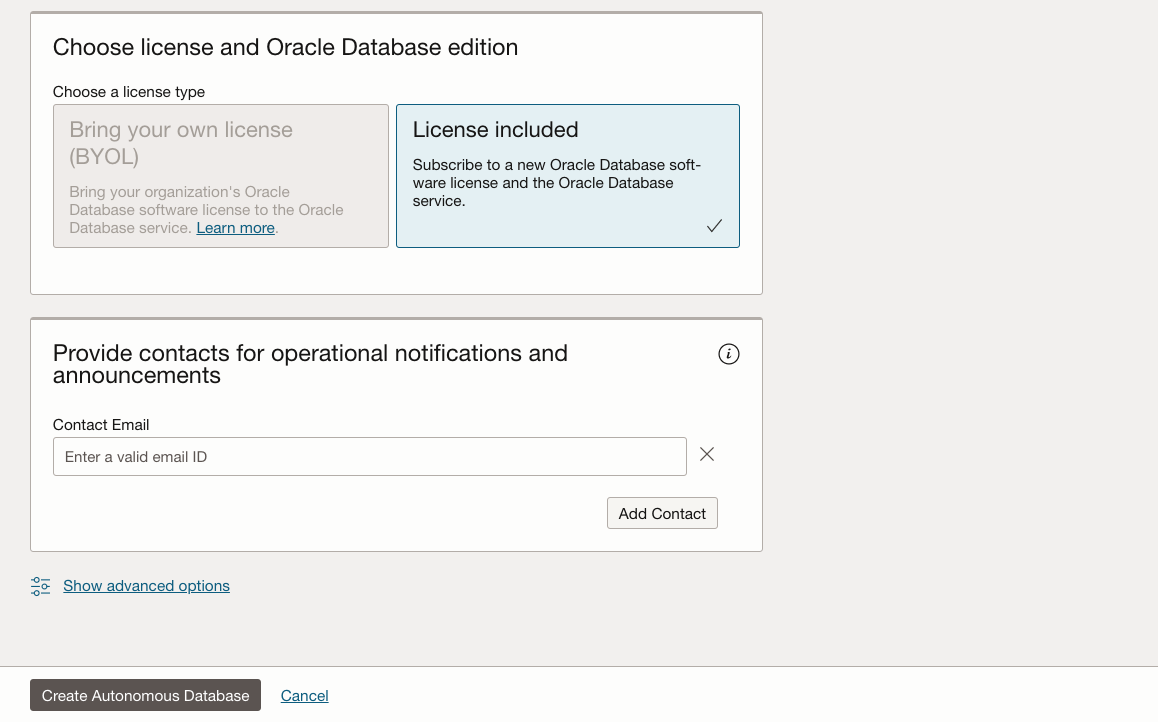 Choose license and Oracle Database edition
Choose a license type
Bring your own license
(BYOL)
Bring your organization's Oracle
Database software license to the Oracle
Database service. Learn more.
License included
Subscribe to a new Oracle Database soft-
ware license and the Oracle Database
service.
Provide contacts for operational notifications and
announcements
i
Contact Email
Enter a valid email ID
Add Contact
Show advanced options
Create Autonomous Database
Cancel